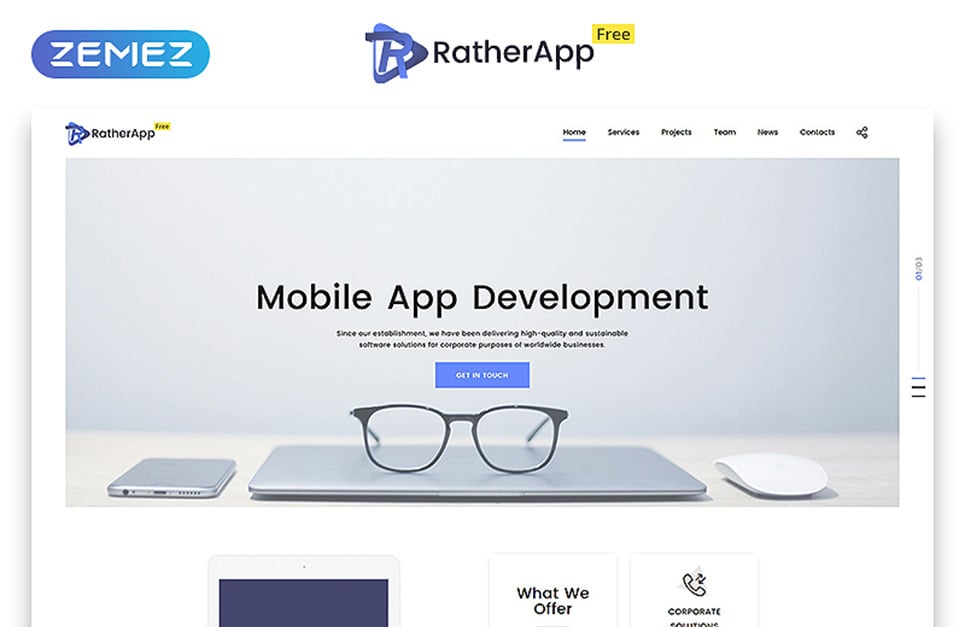 ZEMEZ
RatherApp
Free
RatherApp
Free
Home Services Projects Team News Contacts
01/03
Mobile App Development
Since our establishment, we have been delivering high-quality and sustainable
software solutions for corporate purposes of worldwide businesses.
GET IN TOUCH
What We
Offer
CORPORATE
SOLUTIONS